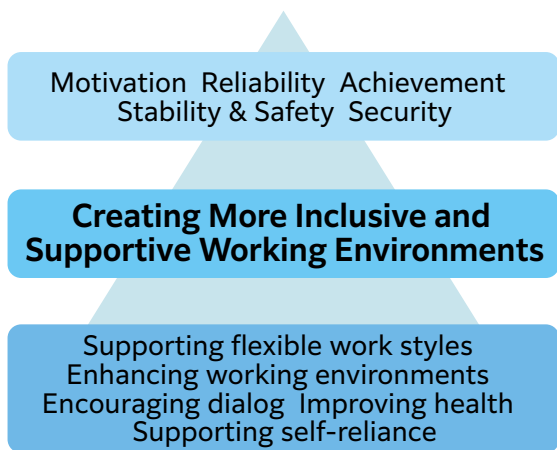 Motivation Reliability Achievement
Stability & Safety Security
Creating More Inclusive and
Supportive Working Environments
Supporting flexible work styles
Enhancing working environments
Encouraging dialog Improving health
Supporting self-reliance